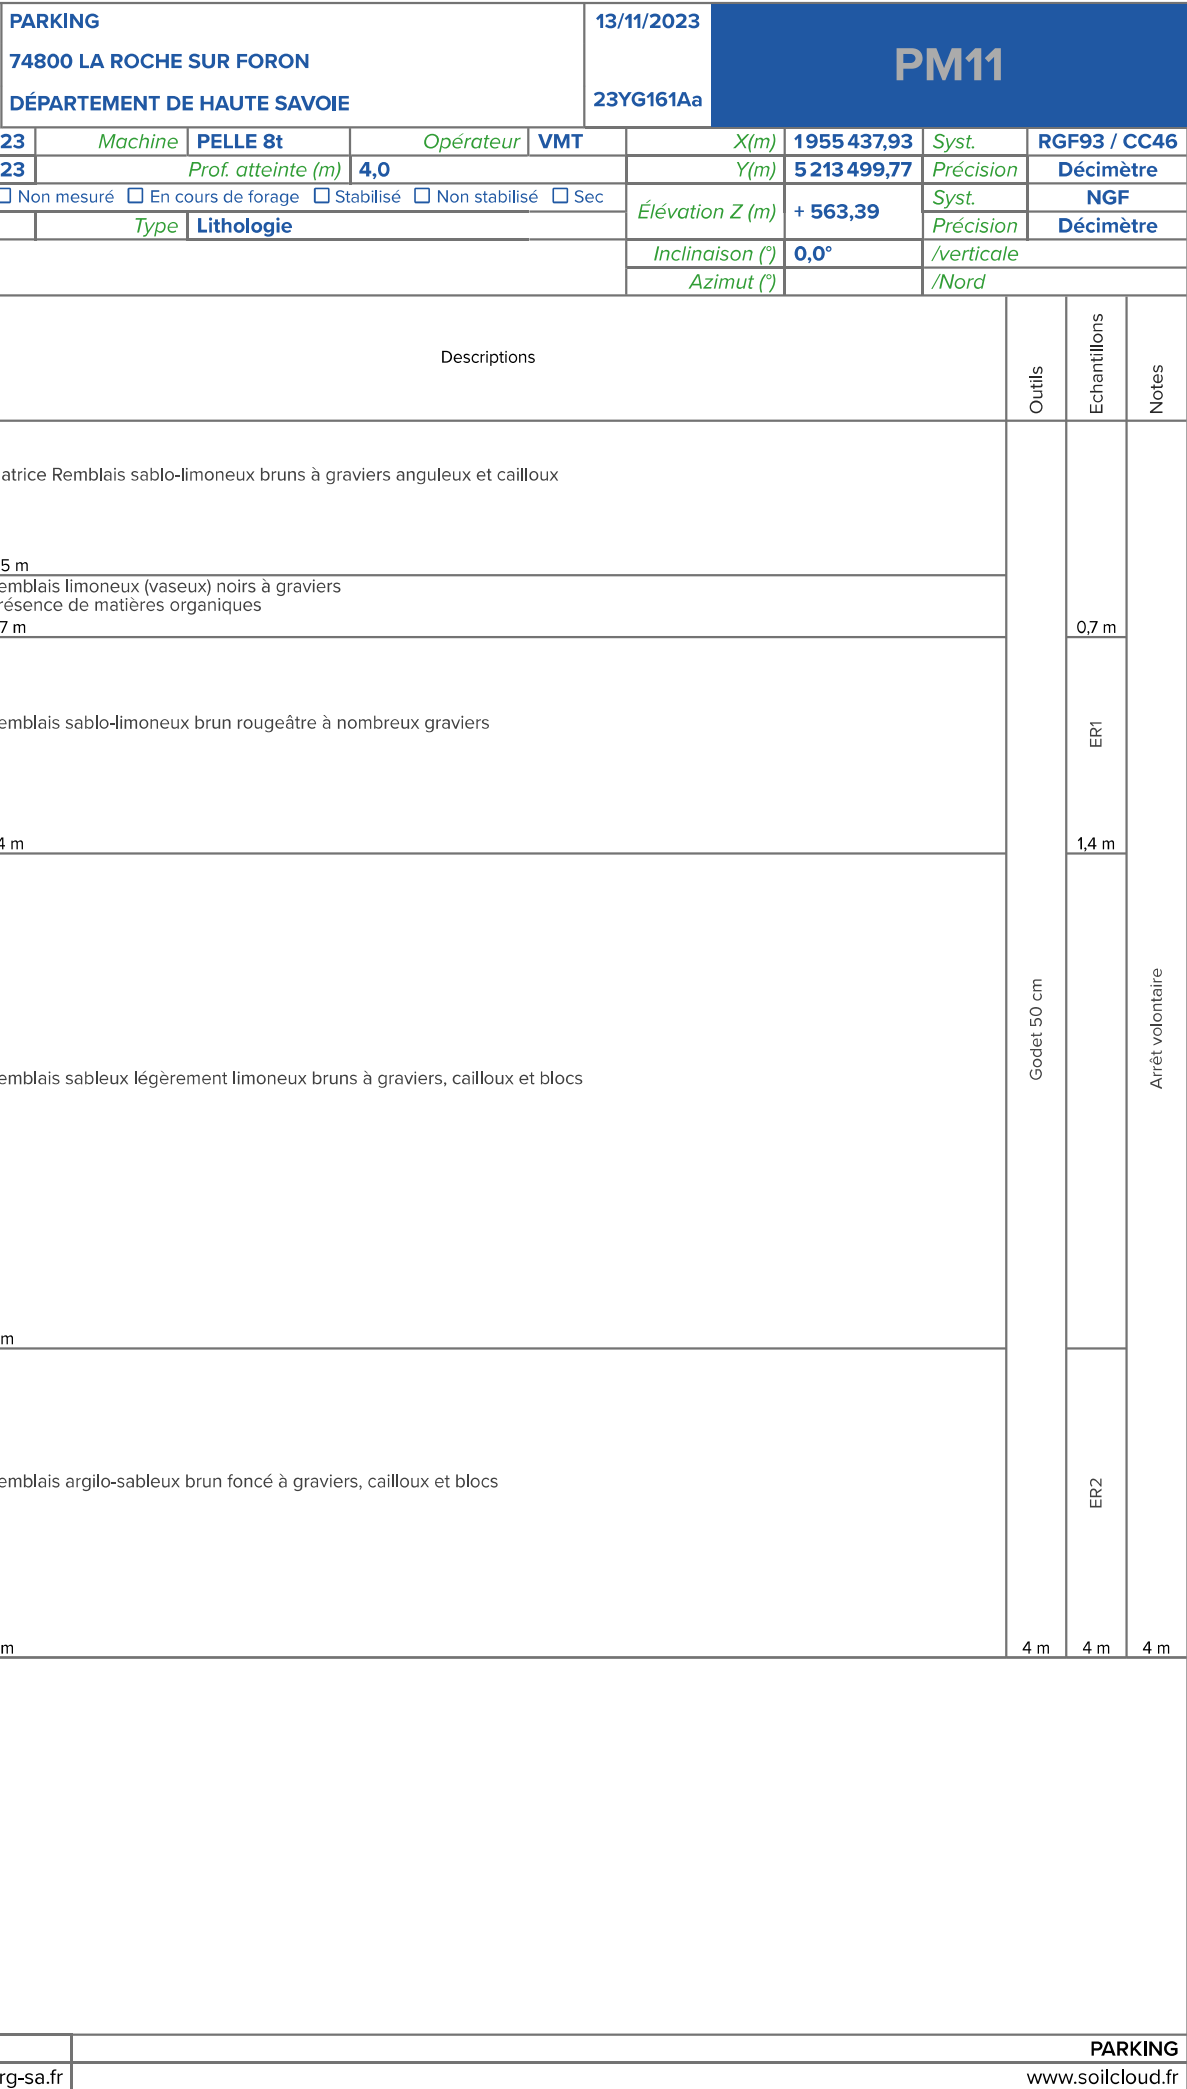 PARKING
13/11/2023
PM11
74800 LA ROCHE SUR FORON
DÉPARTEMENT DE HAUTE SAVOIE
23YG161Aa
23 Machine PELLE 8t Opérateur VMT X(m) 1 955 437,93 Syst. RGF93 / CC46
23 Prof. atteinte (m) 4,0 Y(m) 5 213 499,77 Précision Décimètre
☐ Non mesuré ☐ En cours de forage ☐ Stabilisé ☐ Non stabilisé ☐ Sec Élévation Z (m) + 563,39 Syst. NGF
Type Lithologie Précision Décimètre
Inclinaison (°) 0,0° /verticale
Azimut (°) /Nord
Descriptions
Outils
Echantillons
Notes
atrice Remblais sablo-limoneux bruns à graviers anguleux et cailloux
5 m
emblais limoneux (vaseux) noirs à graviers
résence de matières organiques
7 m 0,7 m
emblais sablo-limoneux brun rougeâtre à nombreux graviers
ER1
4 m 1,4 m
Godet 50 cm
Arrêt volontaire
emblais sableux légèrement limoneux bruns à graviers, cailloux et blocs
m
emblais argilo-sableux brun foncé à graviers, cailloux et blocs
ER2
m 4 m 4 m 4 m
PARKING
rg-sa.fr www.soilcloud.fr